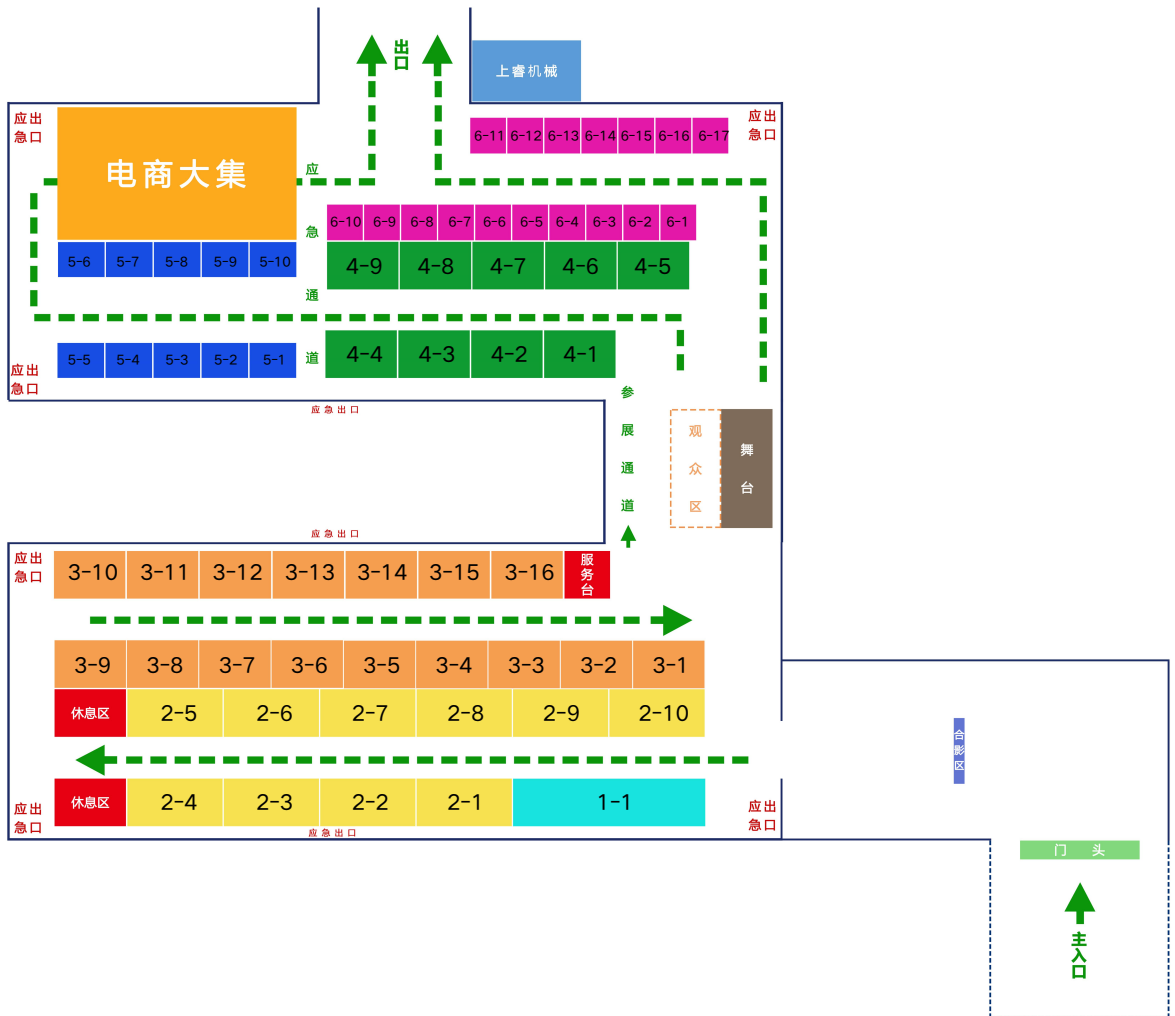 出口
上睿机械
应出
急口
应出
急口
电商大集
应急通道
6-11 6-12 6-13 6-14 6-15 6-16 6-17
6-10 6-9 6-8 6-7 6-6 6-5 6-4 6-3 6-2 6-1
5-6 5-7 5-8 5-9 5-10
4-9 4-8 4-7 4-6 4-5
5-5 5-4 5-3 5-2 5-1
4-4 4-3 4-2 4-1
应出
急口
应急出口
参展通道
观众区
舞台
应急出口
应出
急口
3-10 3-11 3-12 3-13 3-14 3-15 3-16
服务台
3-9 3-8 3-7 3-6 3-5 3-4 3-3 3-2 3-1
休息区 2-5 2-6 2-7 2-8 2-9 2-10
合影区
休息区 2-4 2-3 2-2 2-1 1-1
应出
急口
应出
急口
应急出口
门 头
主入口